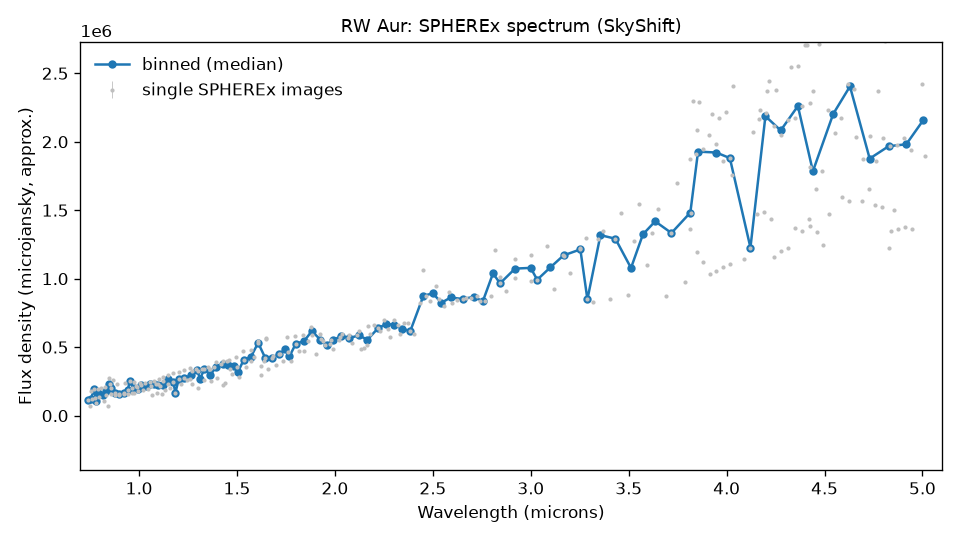 RW Aur: SPHEREx spectrum (SkyShift)
1e6
binned (median)
single SPHEREx images
Flux density (microjansky, approx.)
2.5
2.0
1.5
1.0
0.5
0.0
1.0 1.5 2.0 2.5 3.0 3.5 4.0 4.5 5.0
Wavelength (microns)